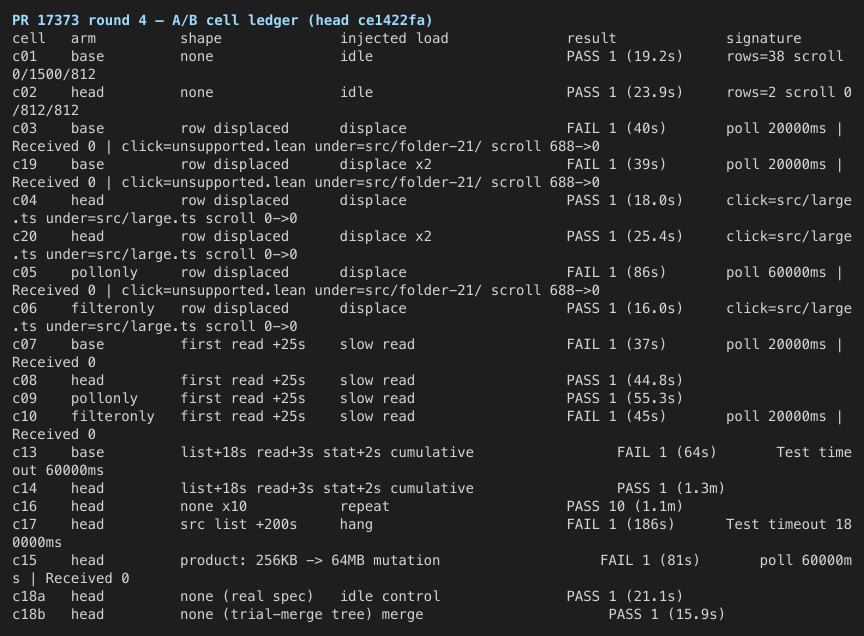 PR 17373 round 4 — A/B cell ledger (head ce1422fa)
cell   arm          shape              injected load              result             signature
c01    base         none               idle                       PASS 1 (19.2s)     rows=38 scroll
0/1500/812
c02    head         none               idle                       PASS 1 (23.9s)     rows=2 scroll 0
/812/812
c03    base         row displaced      displace                   FAIL 1 (40s)       poll 20000ms |
Received 0 | click=unsupported.lean under=src/folder-21/ scroll 688->0
c19    base         row displaced      displace x2                FAIL 1 (39s)       poll 20000ms |
Received 0 | click=unsupported.lean under=src/folder-21/ scroll 688->0
c04    head         row displaced      displace                   PASS 1 (18.0s)     click=src/large
.ts under=src/large.ts scroll 0->0
c20    head         row displaced      displace x2                PASS 1 (25.4s)     click=src/large
.ts under=src/large.ts scroll 0->0
c05    pollonly     row displaced      displace                   FAIL 1 (86s)       poll 60000ms |
Received 0 | click=unsupported.lean under=src/folder-21/ scroll 688->0
c06    filteronly   row displaced      displace                   PASS 1 (16.0s)     click=src/large
.ts under=src/large.ts scroll 0->0
c07    base         first read +25s    slow read                  FAIL 1 (37s)       poll 20000ms |
Received 0
c08    head         first read +25s    slow read                  PASS 1 (44.8s)
c09    pollonly     first read +25s    slow read                  PASS 1 (55.3s)
c10    filteronly   first read +25s    slow read                  FAIL 1 (45s)       poll 20000ms |
Received 0
c13    base         list+18s read+3s stat+2s cumulative                 FAIL 1 (64s)       Test time
out 60000ms
c14    head         list+18s read+3s stat+2s cumulative                 PASS 1 (1.3m)
c16    head         none x10           repeat                     PASS 10 (1.1m)
c17    head         src list +200s     hang                       FAIL 1 (186s)      Test timeout 18
0000ms
c15    head         product: 256KB -> 64MB mutation                   FAIL 1 (81s)       poll 60000m
s | Received 0
c18a   head         none (real spec)   idle control               PASS 1 (21.1s)
c18b   head         none (trial-merge tree) merge                      PASS 1 (15.9s)